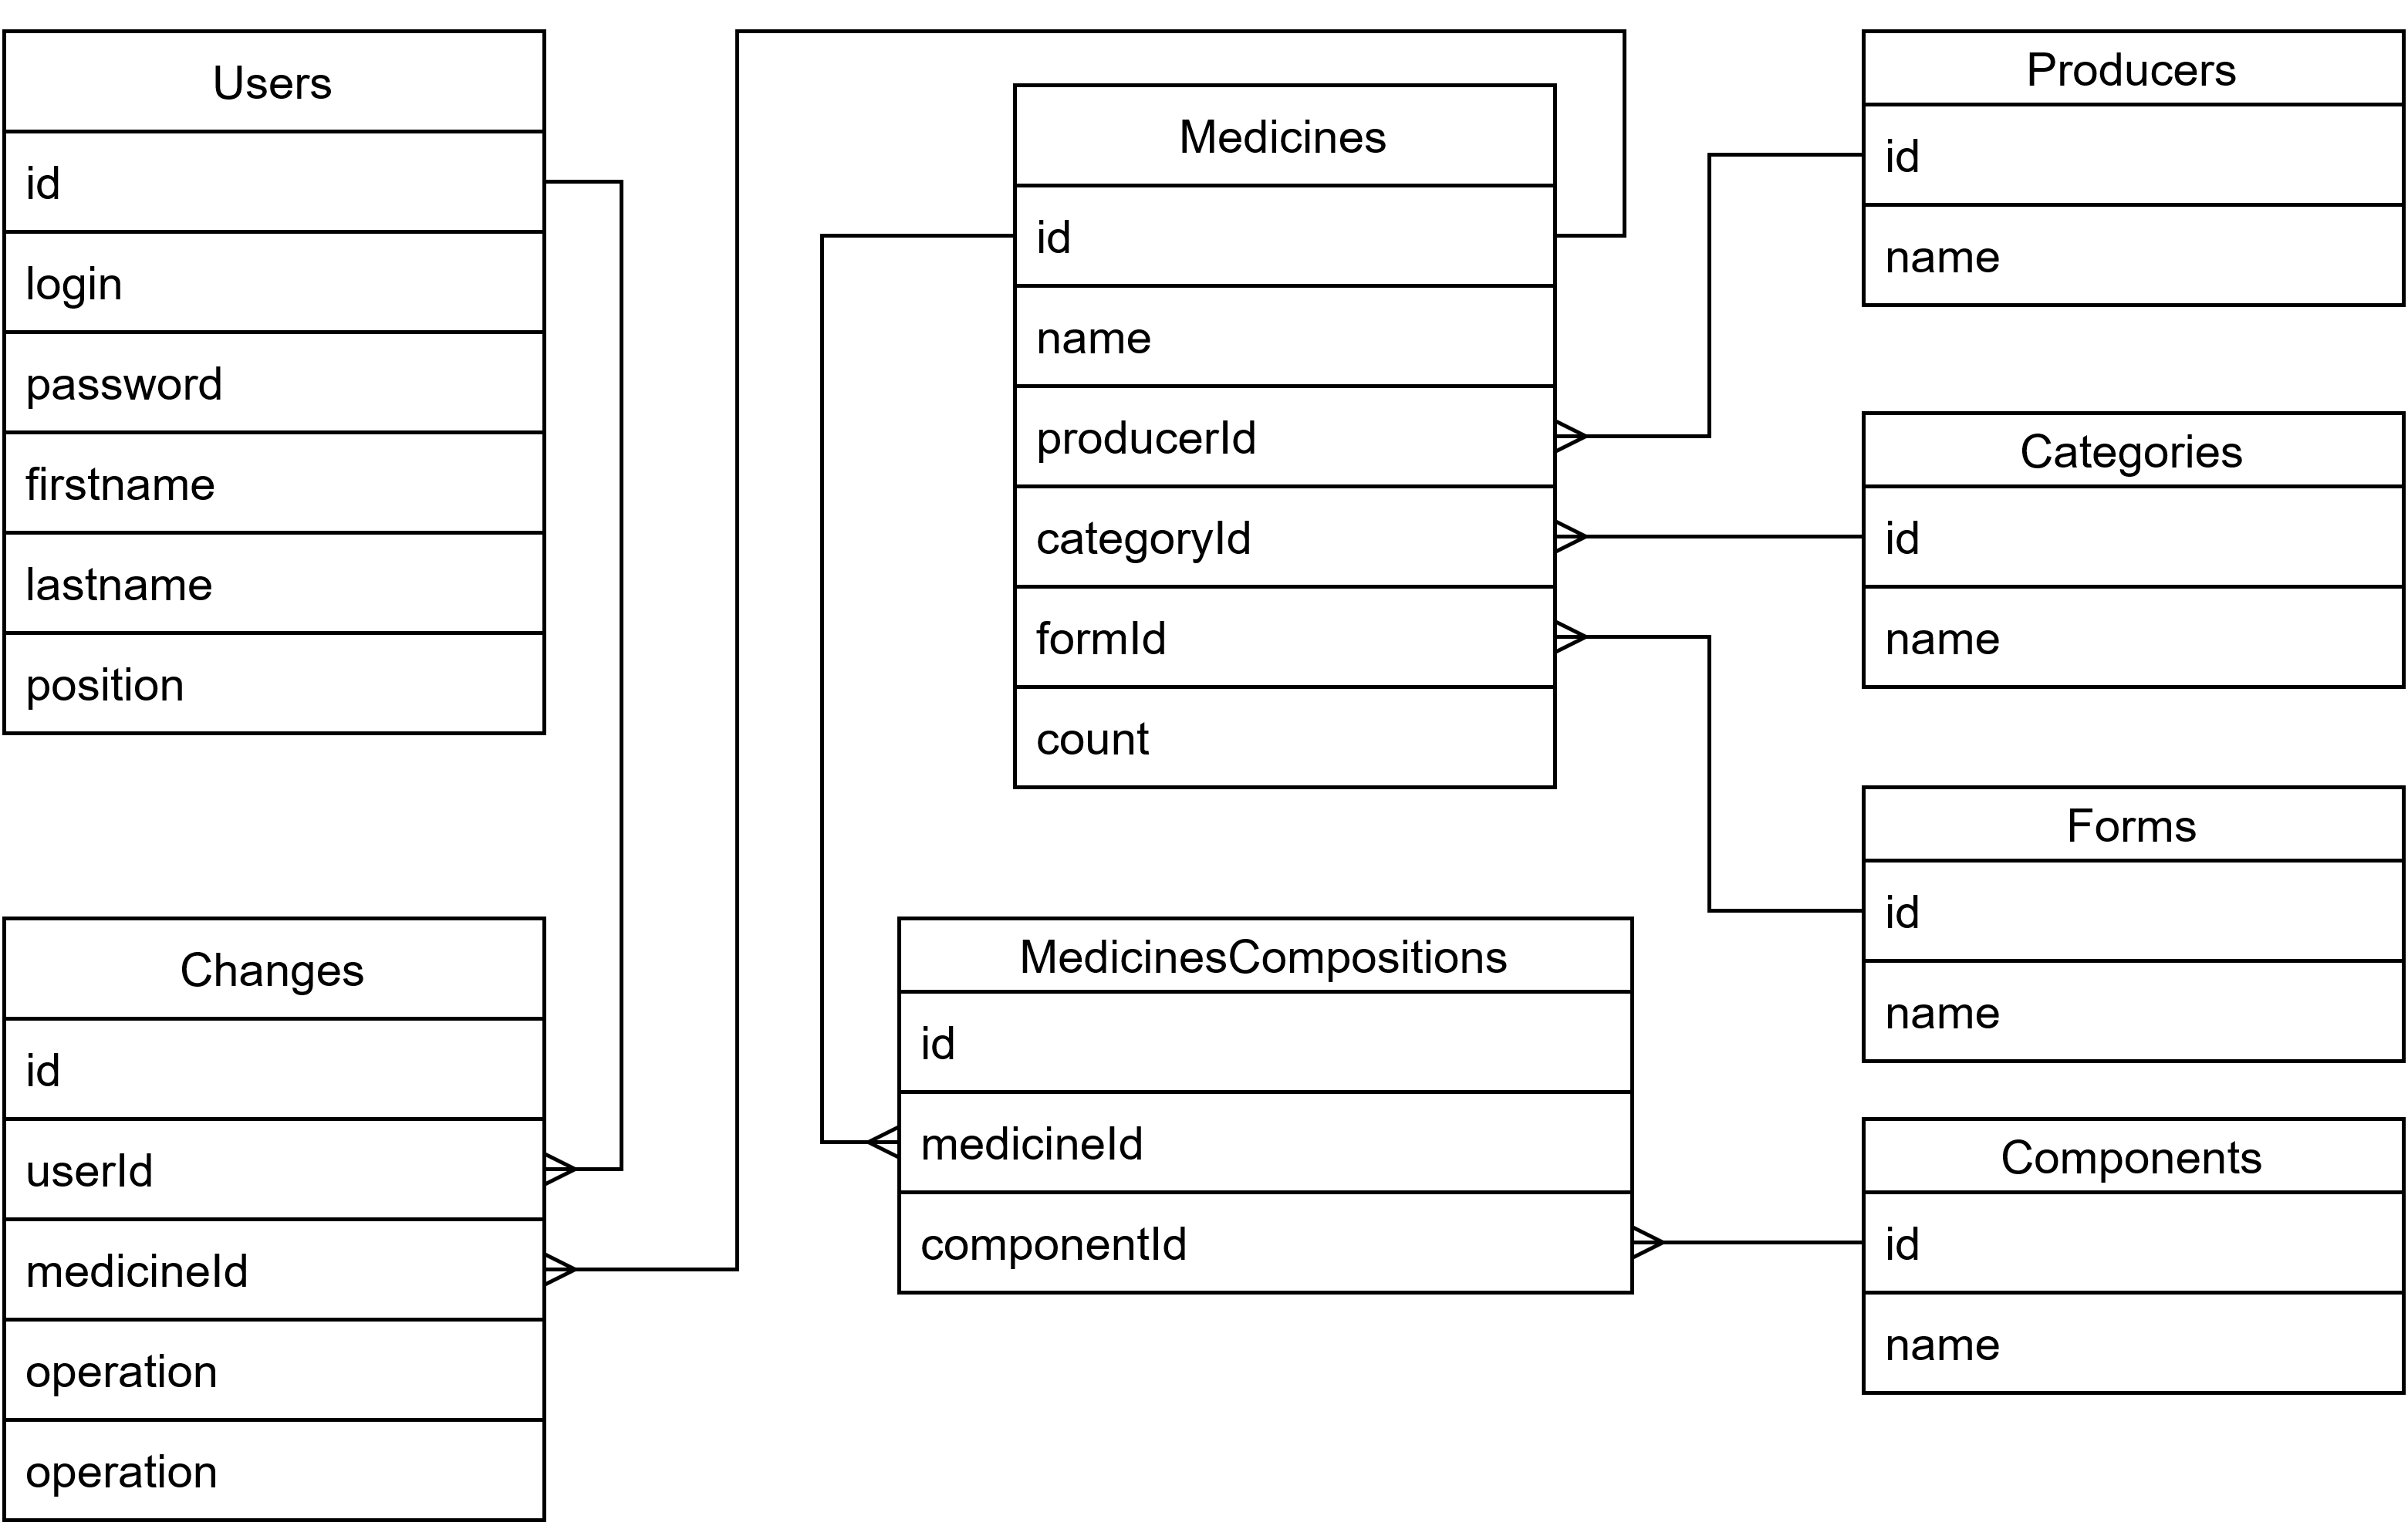 Users
id
login
password
firstname
lastname
position
Changes
id
userId
medicineId
operation
operation
Medicines
id
name
producerId
categoryId
formId
count
MedicinesCompositions
id
medicineId
componentId
Producers
id
name
Categories
id
name
Forms
id
name
Components
id
name